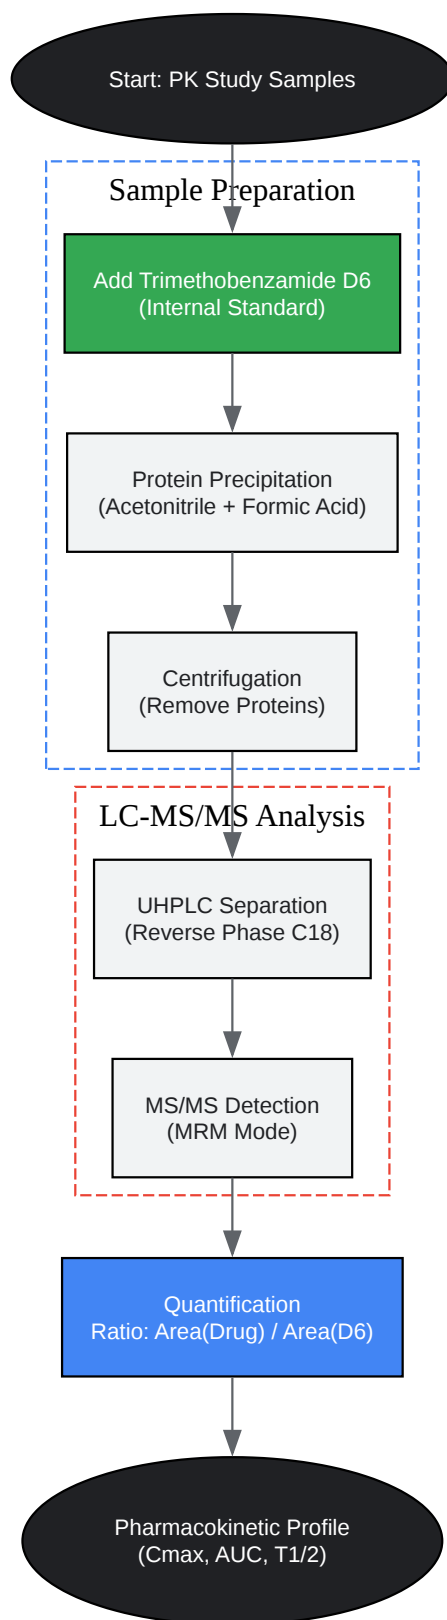 Start: PK Study Samples
Sample Preparation
Add Trimethobenzamide D6
(Internal Standard)
Protein Precipitation
(Acetonitrile + Formic Acid)
Centrifugation
(Remove Proteins)
LC-MS/MS Analysis
UHPLC Separation
(Reverse Phase C18)
MS/MS Detection
(MRM Mode)
Quantification
Ratio: Area(Drug) / Area(D6)
Pharmacokinetic Profile
(Cmax, AUC, T1/2)